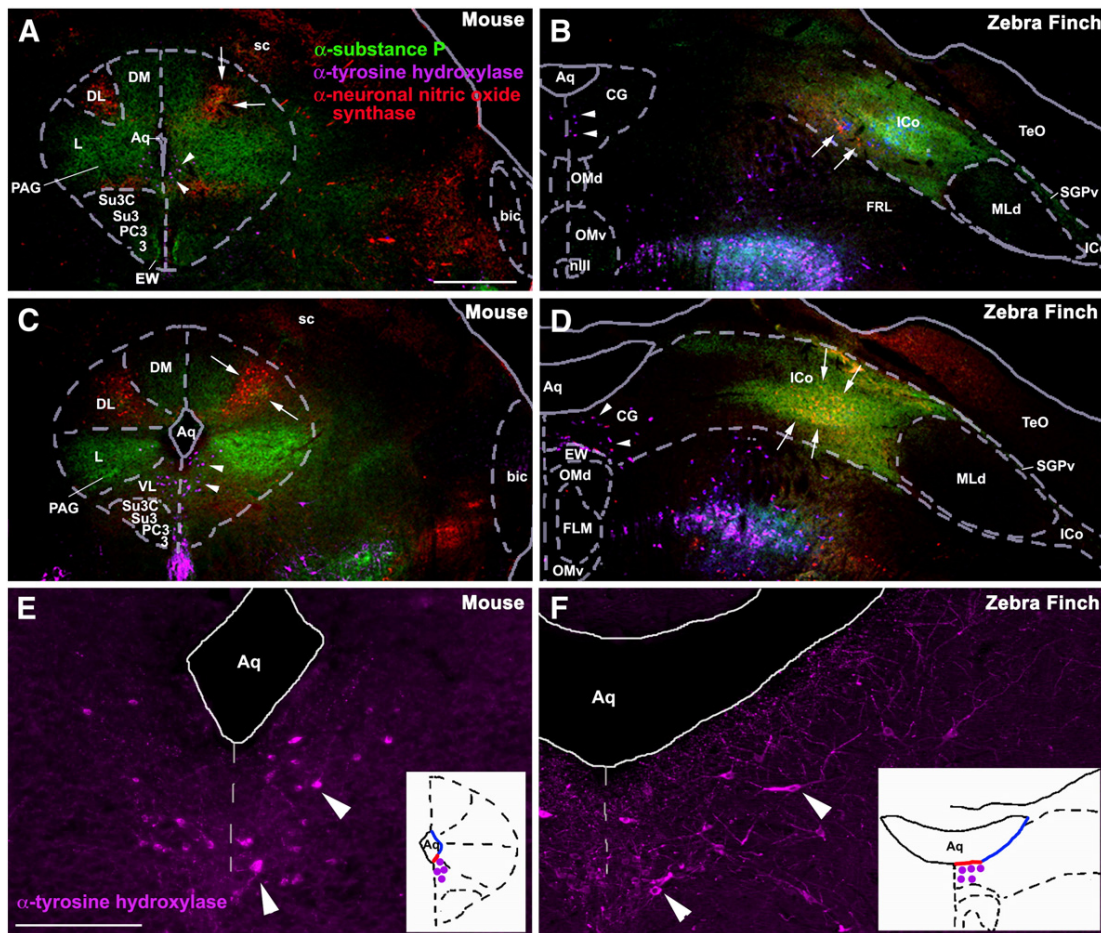 A
Mouse
sc
α-substance P
α-tyrosine hydroxylase
α-neuronal nitric oxide
synthase
DM
DL
Aq
L
PAG
Su3C
Su3
PC3
3
EW
bic
B
Zebra Finch
Aq
CG
ICo
TeO
OMd
FRL
SGPv
MLd
OMv
nIII
ICo
C
Mouse
sc
DM
DL
Aq
L
VL
PAG
Su3C
Su3
PC3
3
bic
D
Zebra Finch
ICo
Aq
CG
TeO
EW
OMd
SGPv
MLd
FLM
ICo
OMv
E
Mouse
Aq
Aq
α-tyrosine hydroxylase
F
Zebra Finch
Aq
Aq